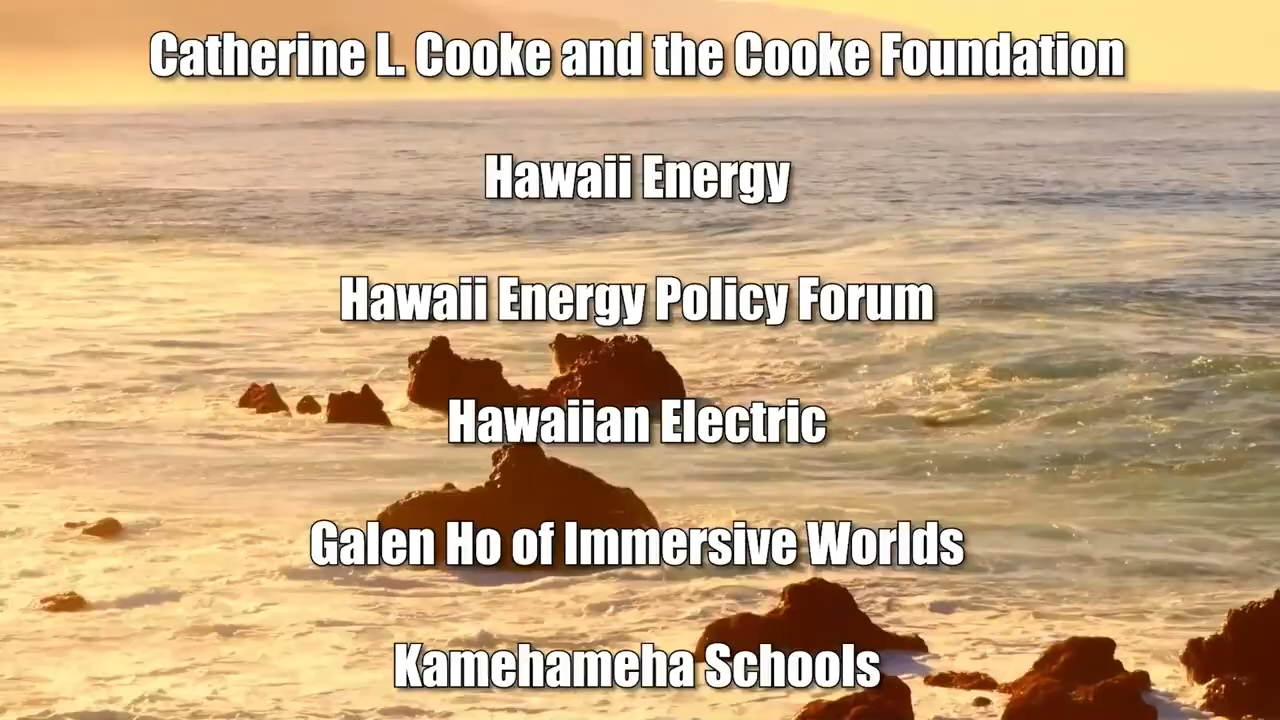 Catherine L. Cooke and the Cooke Foundation
Hawaii Energy
Hawaii Energy Policy Forum
Hawaiian Electric
Galen Ho of Immersive Worlds
Kamehameha Schools